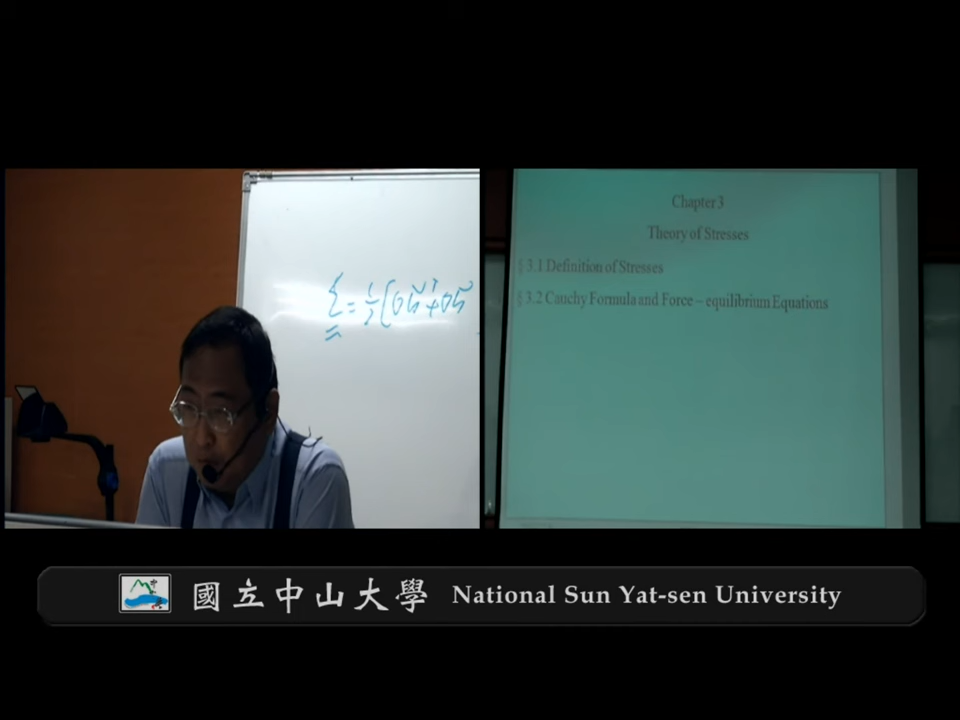 Chapter 3
Theory of Stresses
§ 3.1 Definition of Stresses
§ 3.2 Cauchy Formula and Force – equilibrium Equations
國立中山大學 National Sun Yat-sen University